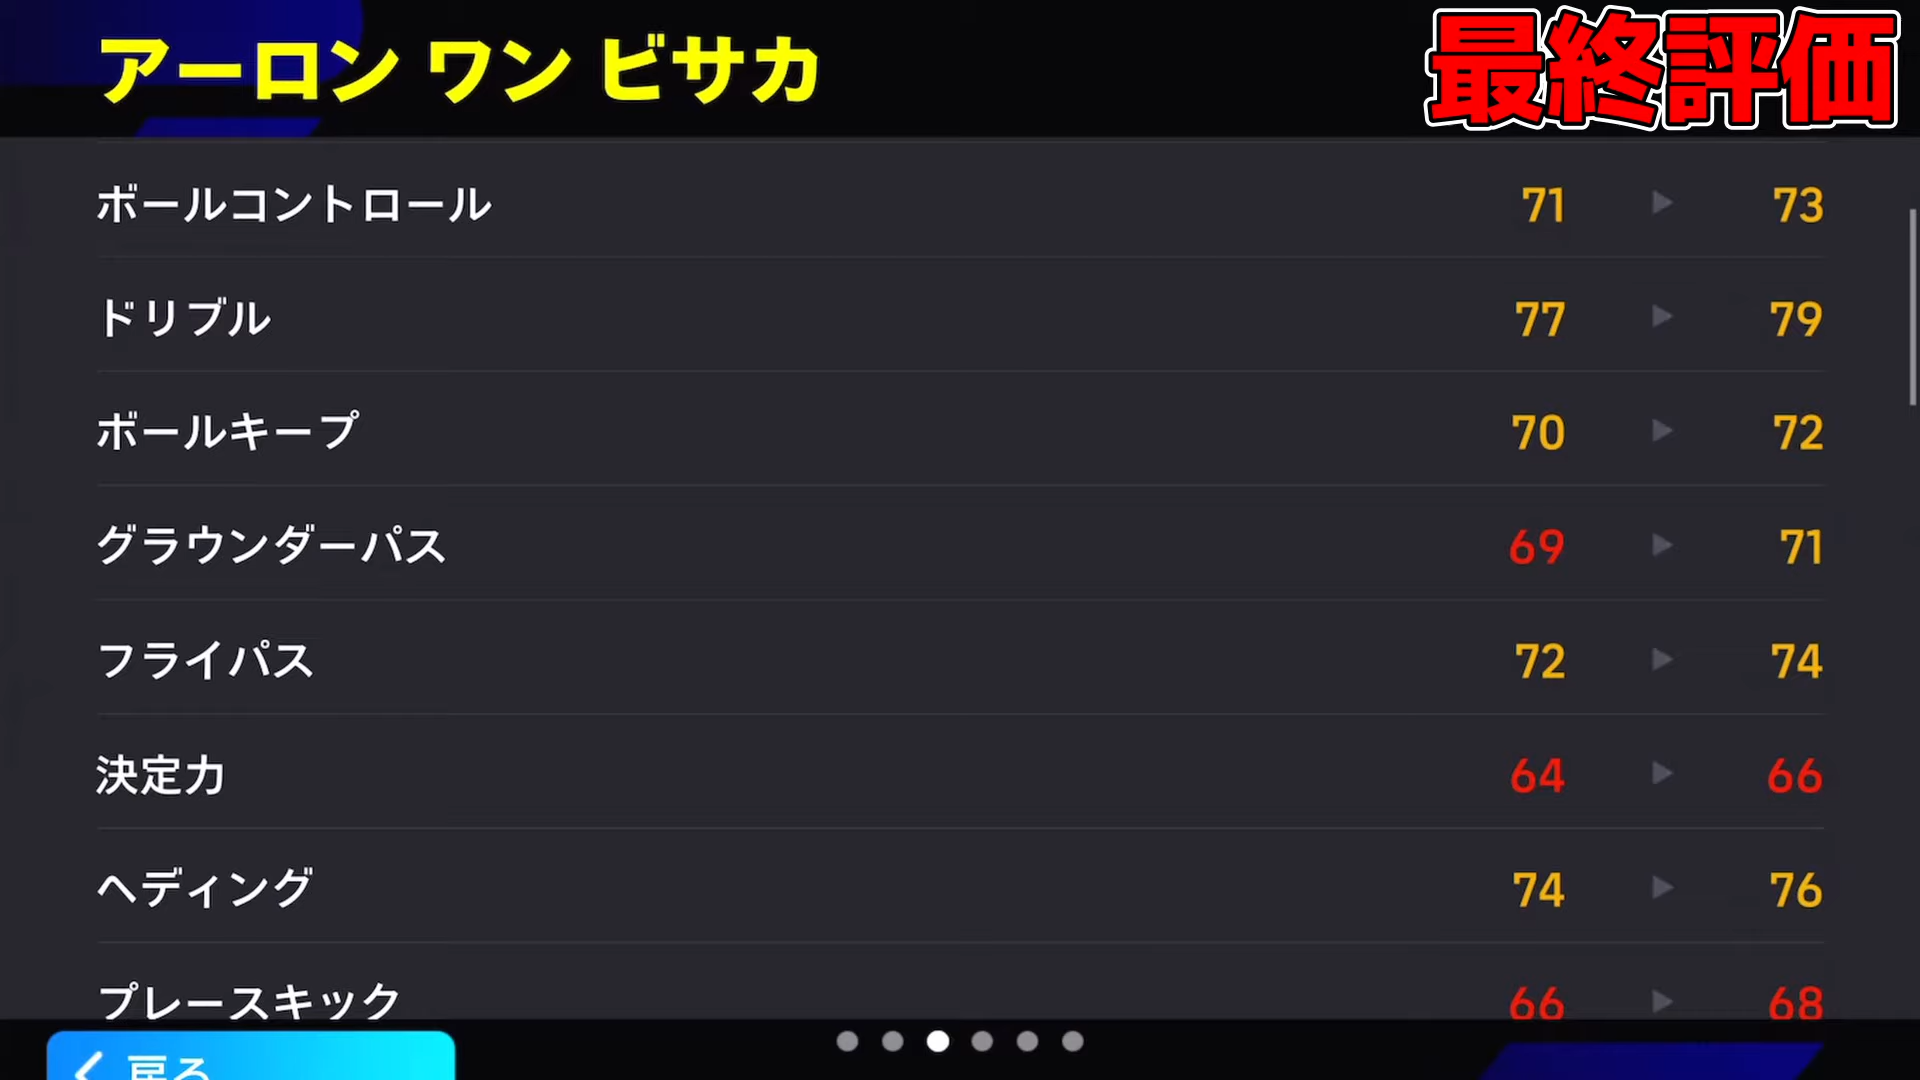 アーロン ワン ビサカ
最終評価
ボールコントロール 71 ▶ 73
ドリブル 77 ▶ 79
ボールキープ 70 ▶ 72
グラウンダーパス 69 ▶ 71
フライパス 72 ▶ 74
決定力 64 ▶ 66
ヘディング 74 ▶ 76
プレースキック 66 ▶ 68
戻る